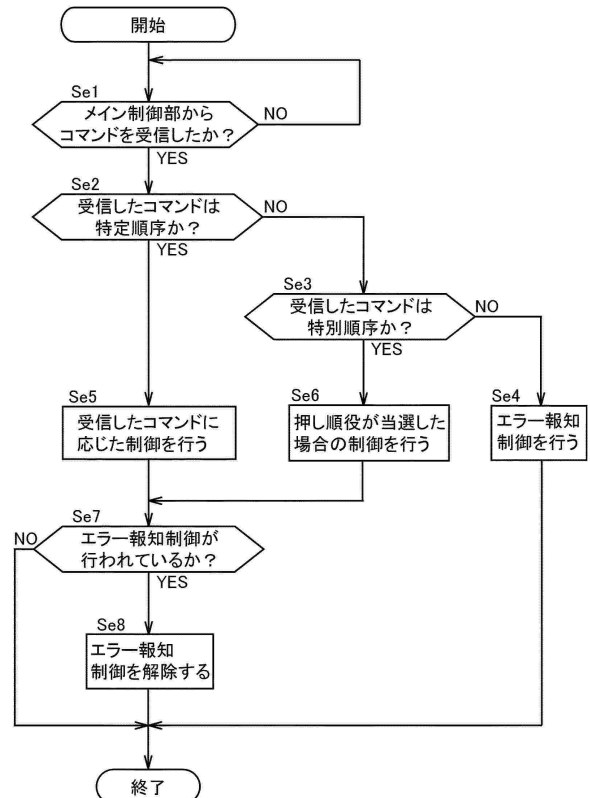 開始
Se1
メイン制御部から
コマンドを受信したか？
NO
YES
Se2
受信したコマンドは
特定順序か？
NO
YES
Se3
受信したコマンドは
特別順序か？
NO
YES
Se5
受信したコマンドに
応じた制御を行う
Se6
押し順役が当選した
場合の制御を行う
Se4
エラー報知
制御を行う
Se7
エラー報知制御が
行われているか？
NO
YES
Se8
エラー報知
制御を解除する
終了